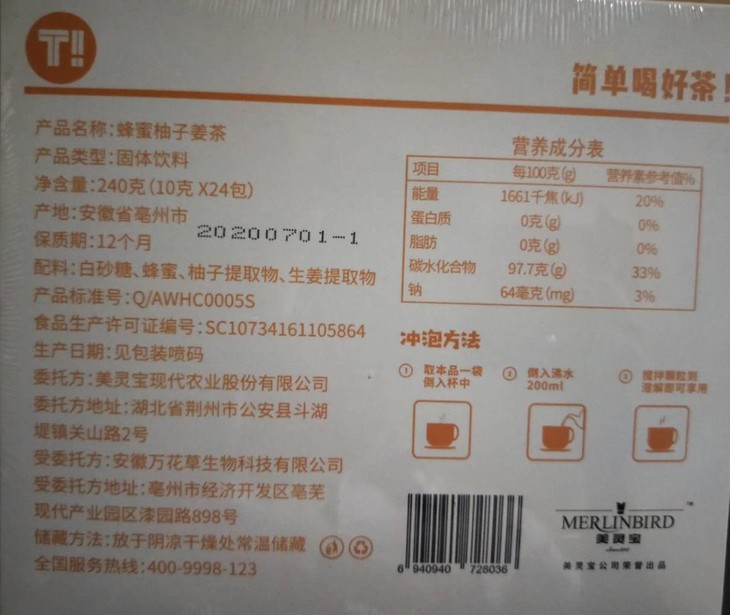 T!
简单喝好茶!
产品名称:蜂蜜柚子姜茶
产品类型:固体饮料
净含量:240克(10克 X24包)
产地:安徽省亳州市
保质期:12个月
20200701-1
配料:白砂糖、蜂蜜、柚子提取物、生姜提取物
产品标准号:Q/AWHC0005S
食品生产许可证编号:SC10734161105864
生产日期:见包装喷码
委托方:美灵宝现代农业股份有限公司
委托方地址:湖北省荆州市公安县斗湖
堤镇关山路2号
受委托方:安徽万花草生物科技有限公司
受委托方地址:亳州市经济开发区亳芜
现代产业园区漆园路898号
储藏方法:放于阴凉干燥处常温储藏
全国服务热线:400-9998-123
营养成分表
项目 每100克(g) 营养素参考值%
能量 1661千焦(kJ) 20%
蛋白质 0克(g) 0%
脂肪 0克(g) 0%
碳水化合物 97.7克(g) 33%
钠 64毫克(mg) 3%
冲泡方法
① 取本品一袋
倒入杯中
② 倒入沸水
200ml
③ 搅拌颗粒到
溶解即可享用
6 940940 728036
MERLINBIRD™
美灵宝
美灵宝公司荣誉出品